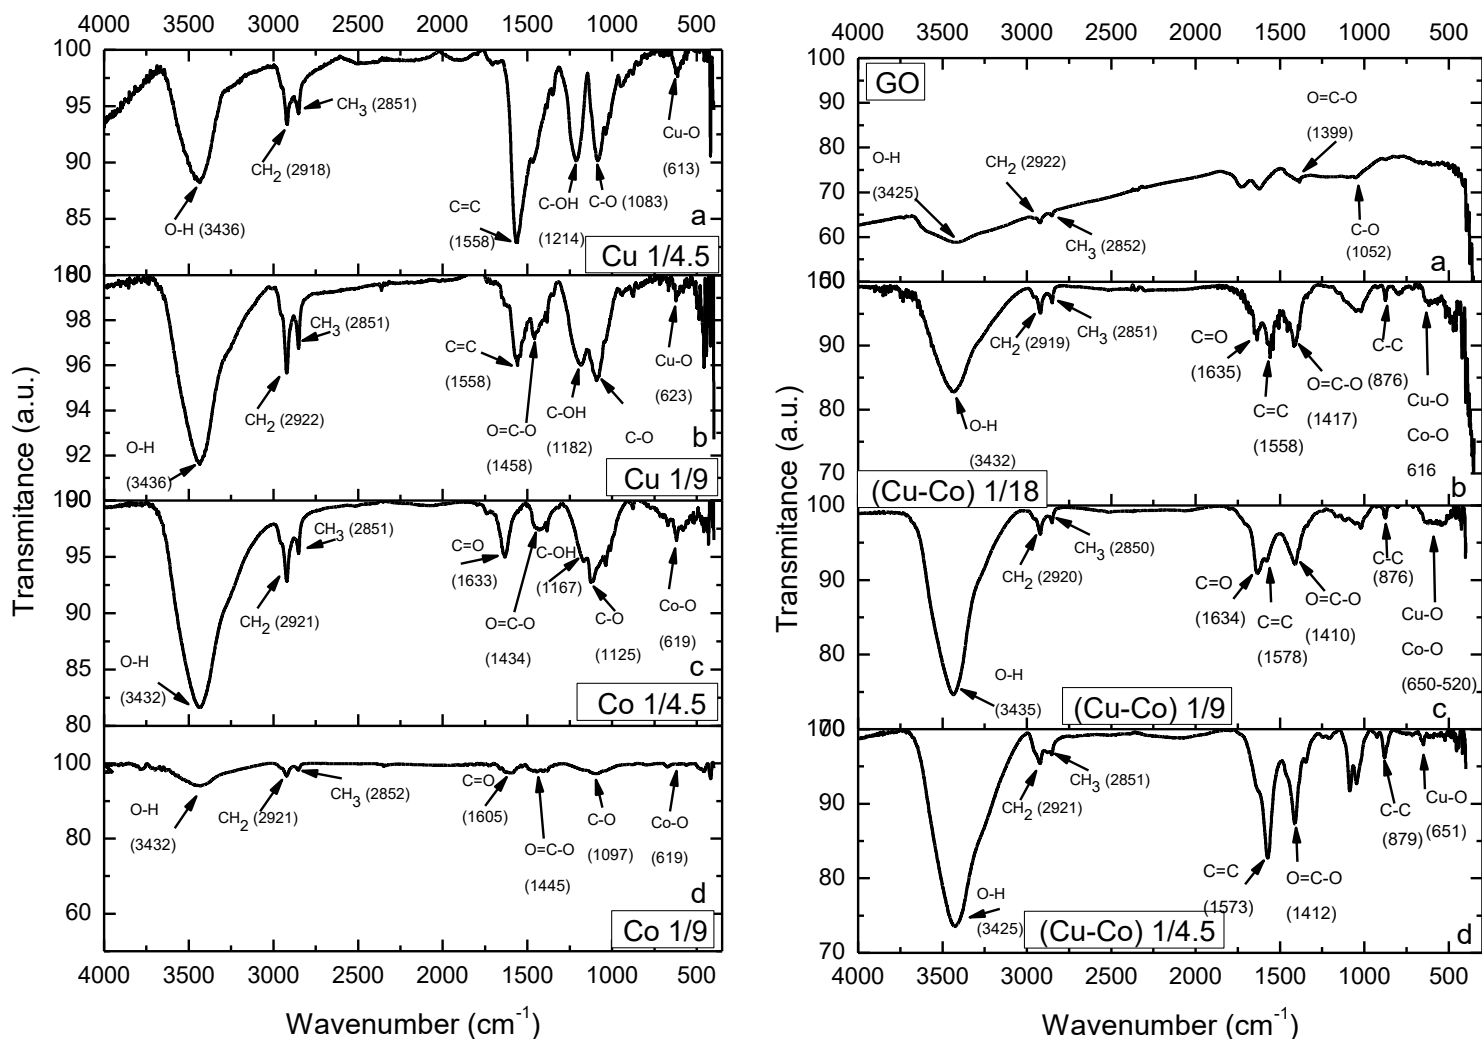 4000 3500 3000 2500 2000 1500 1000 500
100
95
90
85
CH3 (2851)
CH2 (2918)
O-H (3436)
C=C
(1558)
C-OH
(1214)
C-O (1083)
Cu-O
(613)
a
Cu 1/4.5
100
98
96
94
92
CH3 (2851)
CH2 (2922)
O-H
(3436)
C=C
(1558)
O=C-O
(1458)
C-OH
(1182)
C-O
Cu-O
(623)
b
Cu 1/9
100
95
90
85
80
CH3 (2851)
CH2 (2921)
O-H
(3432)
C=O
(1633)
O=C-O
(1434)
C-OH
(1167)
C-O
(1125)
Co-O
(619)
c
Co 1/4.5
100
80
60
O-H
(3432)
CH2 (2921)
CH3 (2852)
C=O
(1605)
O=C-O
(1445)
C-O
(1097)
Co-O
(619)
d
Co 1/9
4000 3500 3000 2500 2000 1500 1000 500
Wavenumber (cm-1)
Transmitance (a.u.)
4000 3500 3000 2500 2000 1500 1000 500
100
90
80
70
60
GO
O-H
(3425)
CH2 (2922)
CH3 (2852)
O=C-O
(1399)
C-O
(1052)
a
90
80
70
O-H
(3432)
CH2 (2919)
CH3 (2851)
C=O
(1635)
C=C
(1558)
O=C-O
(1417)
C-C
(876)
Cu-O
Co-O
616
b
(Cu-Co) 1/18
100
90
80
O-H
(3435)
CH2 (2920)
CH3 (2850)
C=O
(1634)
C=C
(1578)
O=C-O
(1410)
C-C
(876)
Cu-O
Co-O
(650-520)
c
(Cu-Co) 1/9
90
80
70
O-H
(3425)
CH2 (2921)
CH3 (2851)
C=C
(1573)
O=C-O
(1412)
C-C
(879)
Cu-O
(651)
d
(Cu-Co) 1/4.5
4000 3500 3000 2500 2000 1500 1000 500
Wavenumber (cm-1)
Transmitance (a.u.)